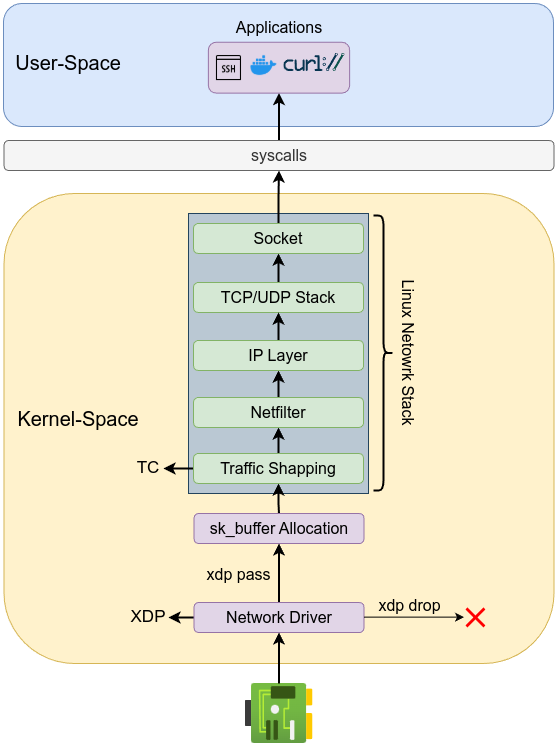 Applications
User-Space
SSH
curl://
syscalls
Socket
TCP/UDP Stack
IP Layer
Linux Netowrk Stack
Netfilter
Kernel-Space
TC
Traffic Shapping
sk_buffer Allocation
xdp pass
XDP
Network Driver
xdp drop